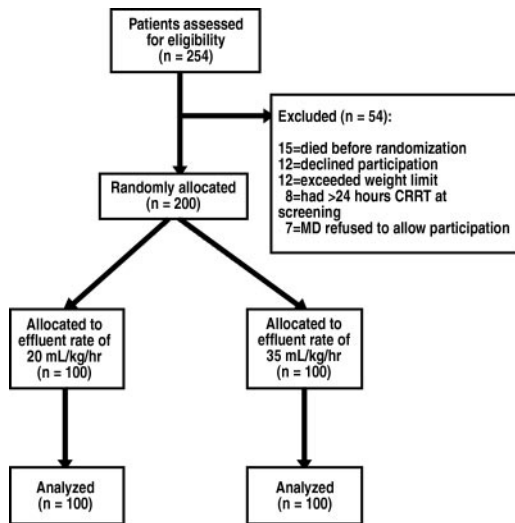 Patients assessed
for eligibility
(n = 254)
Excluded (n = 54):
15=died before randomization
12=declined participation
12=exceeded weight limit
8=had >24 hours CRRT at
screening
7=MD refused to allow participation
Randomly allocated
(n = 200)
Allocated to
effluent rate of
20 mL/kg/hr
(n = 100)
Allocated to
effluent rate of
35 mL/kg/hr
(n = 100)
Analyzed
(n = 100)
Analyzed
(n = 100)